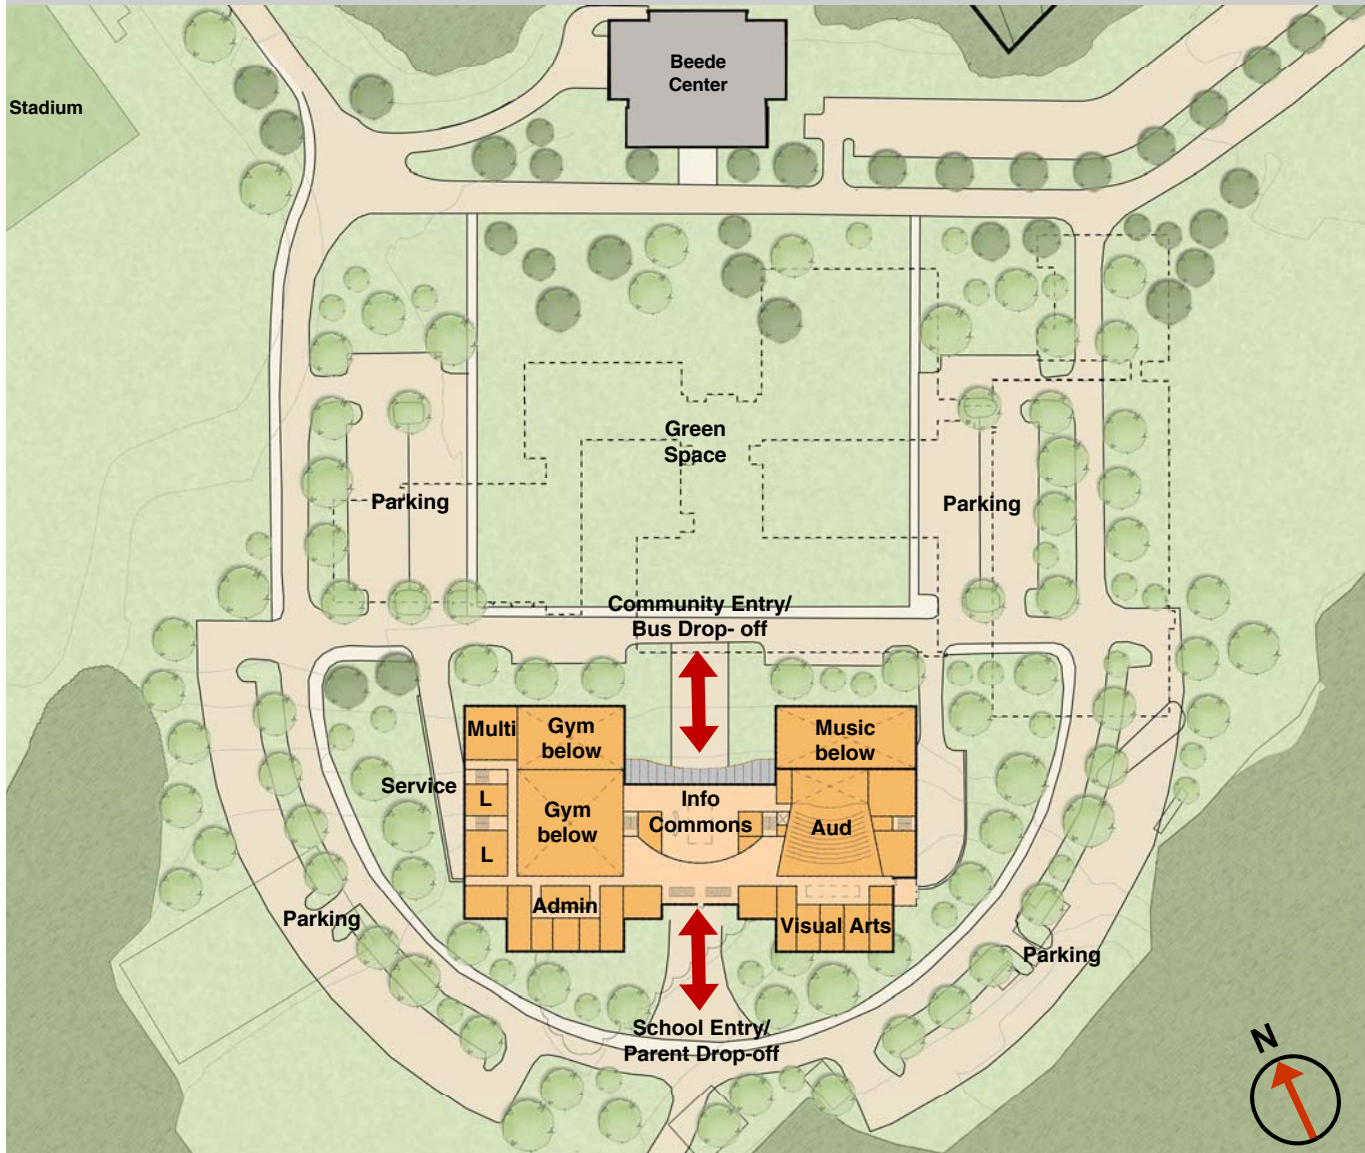 Beede
Center
Stadium
Green
Space
Parking
Parking
Community Entry/
Bus Drop- off
Multi
Gym
below
Music
below
Service
L
Gym
below
Info
Commons
Aud
L
Admin
Visual Arts
Parking
Parking
School Entry/
Parent Drop-off
N